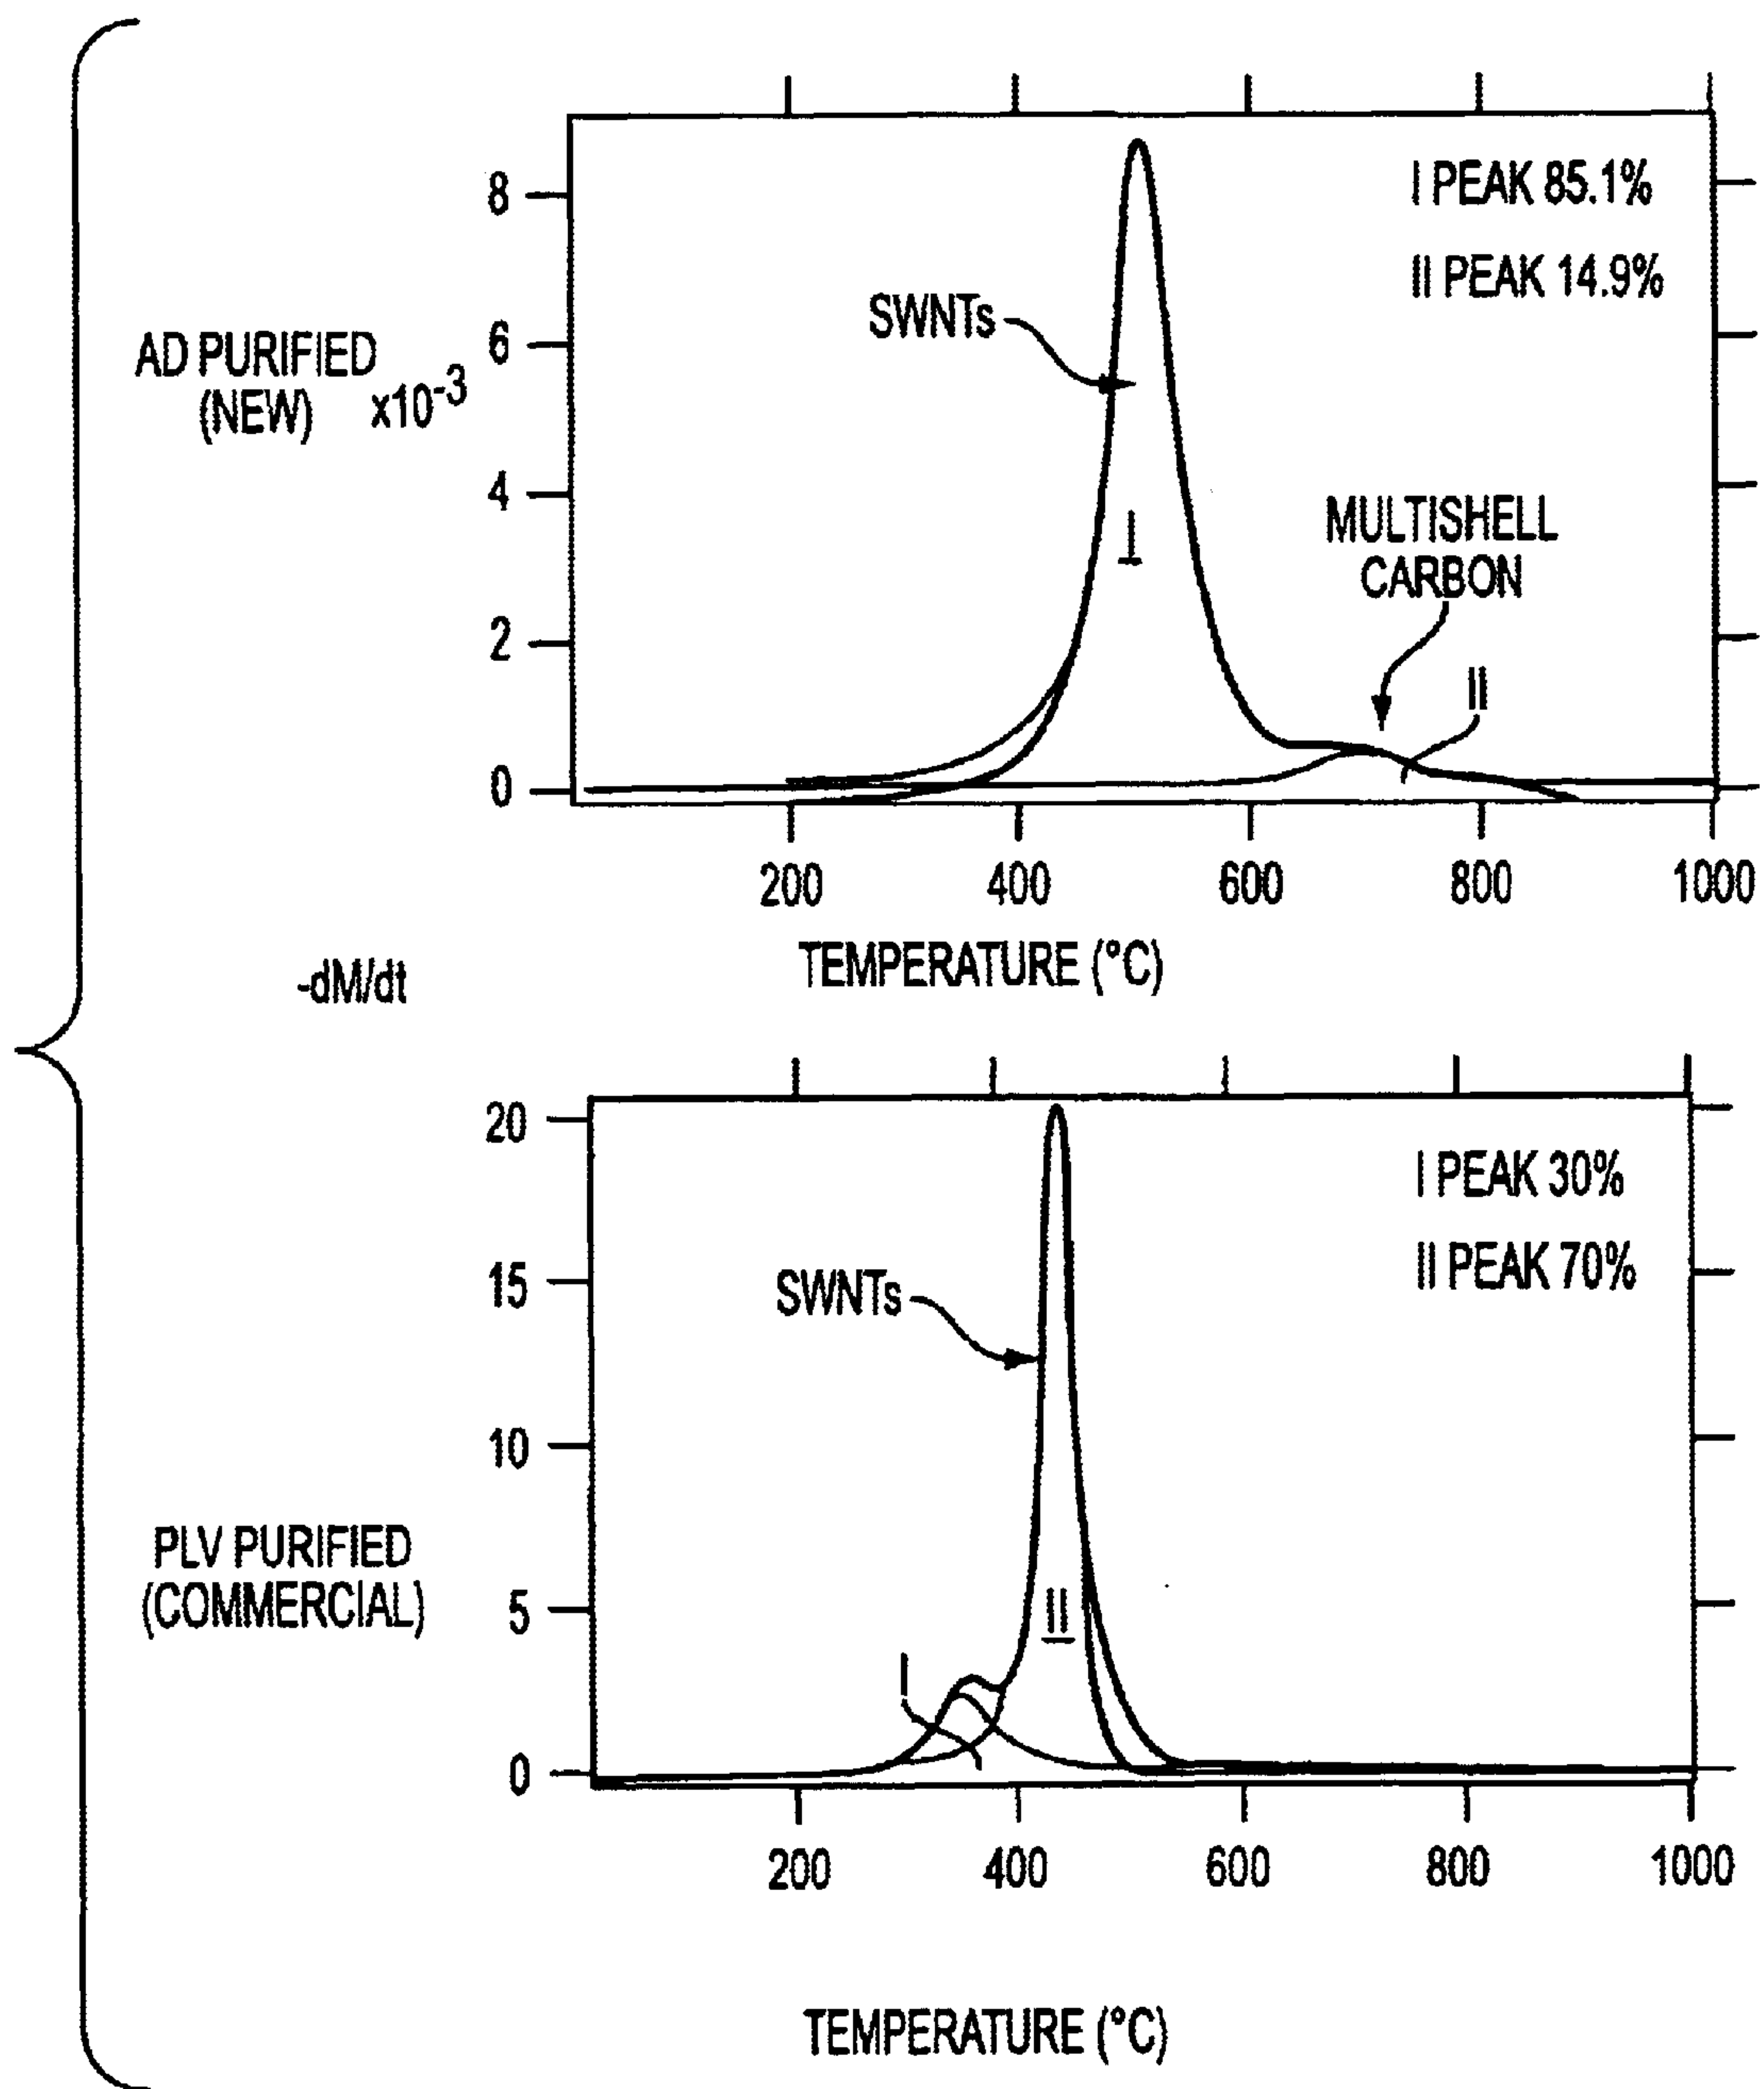 AD PURIFIED
(NEW)
x10-3
8
6
4
2
0
I PEAK 85.1%
II PEAK 14.9%
SWNTs
I
MULTISHELL
CARBON
II
200 400 600 800 1000
TEMPERATURE (°C)
-dM/dt
PLV PURIFIED
(COMMERCIAL)
20
15
10
5
0
I PEAK 30%
II PEAK 70%
SWNTs
II
I
200 400 600 800 1000
TEMPERATURE (°C)